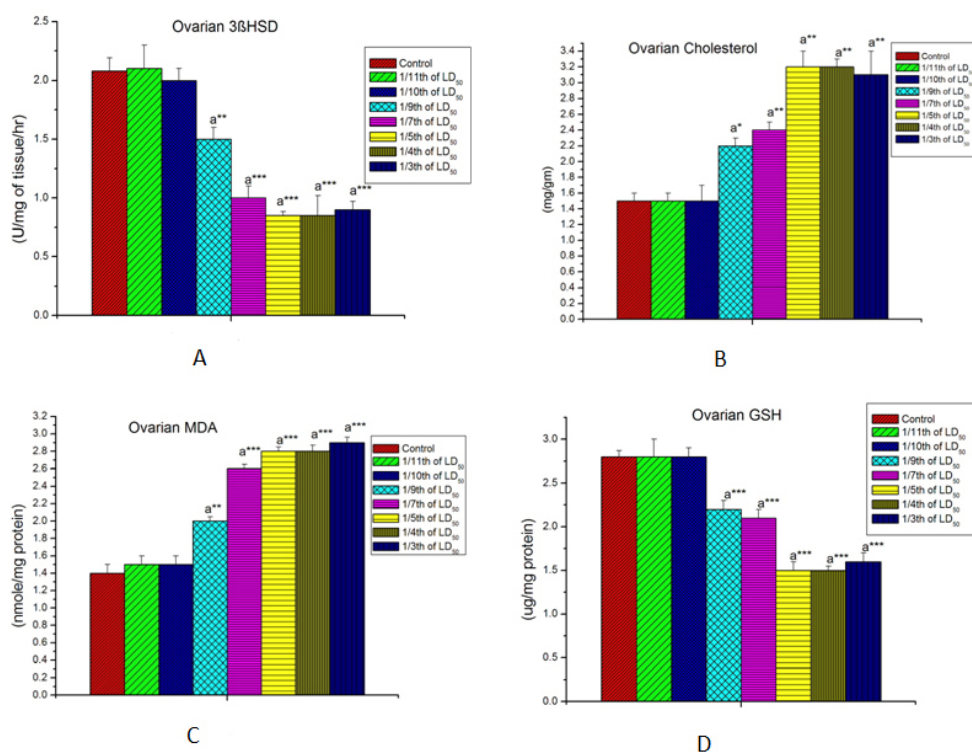 Ovarian 3ßHSD
(U/mg of tissue/hr)
2.5
2.0
1.5
1.0
0.5
0.0
a**
a***
a***
a***
a***
Control
1/11th of LD50
1/10th of LD50
1/9th of LD50
1/7th of LD50
1/5th of LD50
1/4th of LD50
1/3th of LD50
A
Ovarian Cholesterol
(mg/gm)
3.4
3.2
3.0
2.8
2.6
2.4
2.2
2.0
1.8
1.6
1.4
1.2
1.0
0.8
0.6
0.4
0.2
0.0
a*
a**
a**
a**
a**
Control
1/11th of LD50
1/10th of LD50
1/9th of LD50
1/7th of LD50
1/5th of LD50
1/4th of LD50
1/3th of LD50
B
Ovarian MDA
(nmole/mg protein)
3.2
3.0
2.8
2.6
2.4
2.2
2.0
1.8
1.6
1.4
1.2
1.0
0.8
0.6
0.4
0.2
0.0
a**
a***
a***
a***
a***
Control
1/11th of LD50
1/10th of LD50
1/9th of LD50
1/7th of LD50
1/5th of LD50
1/4th of LD50
1/3th of LD50
C
Ovarian GSH
(ug/mg protein)
3.0
2.5
2.0
1.5
1.0
0.5
0.0
a***
a***
a***
a***
a***
Control
1/11th of LD50
1/10th of LD50
1/9th of LD50
1/7th of LD50
1/5th of LD50
1/4th of LD50
1/3th of LD50
D